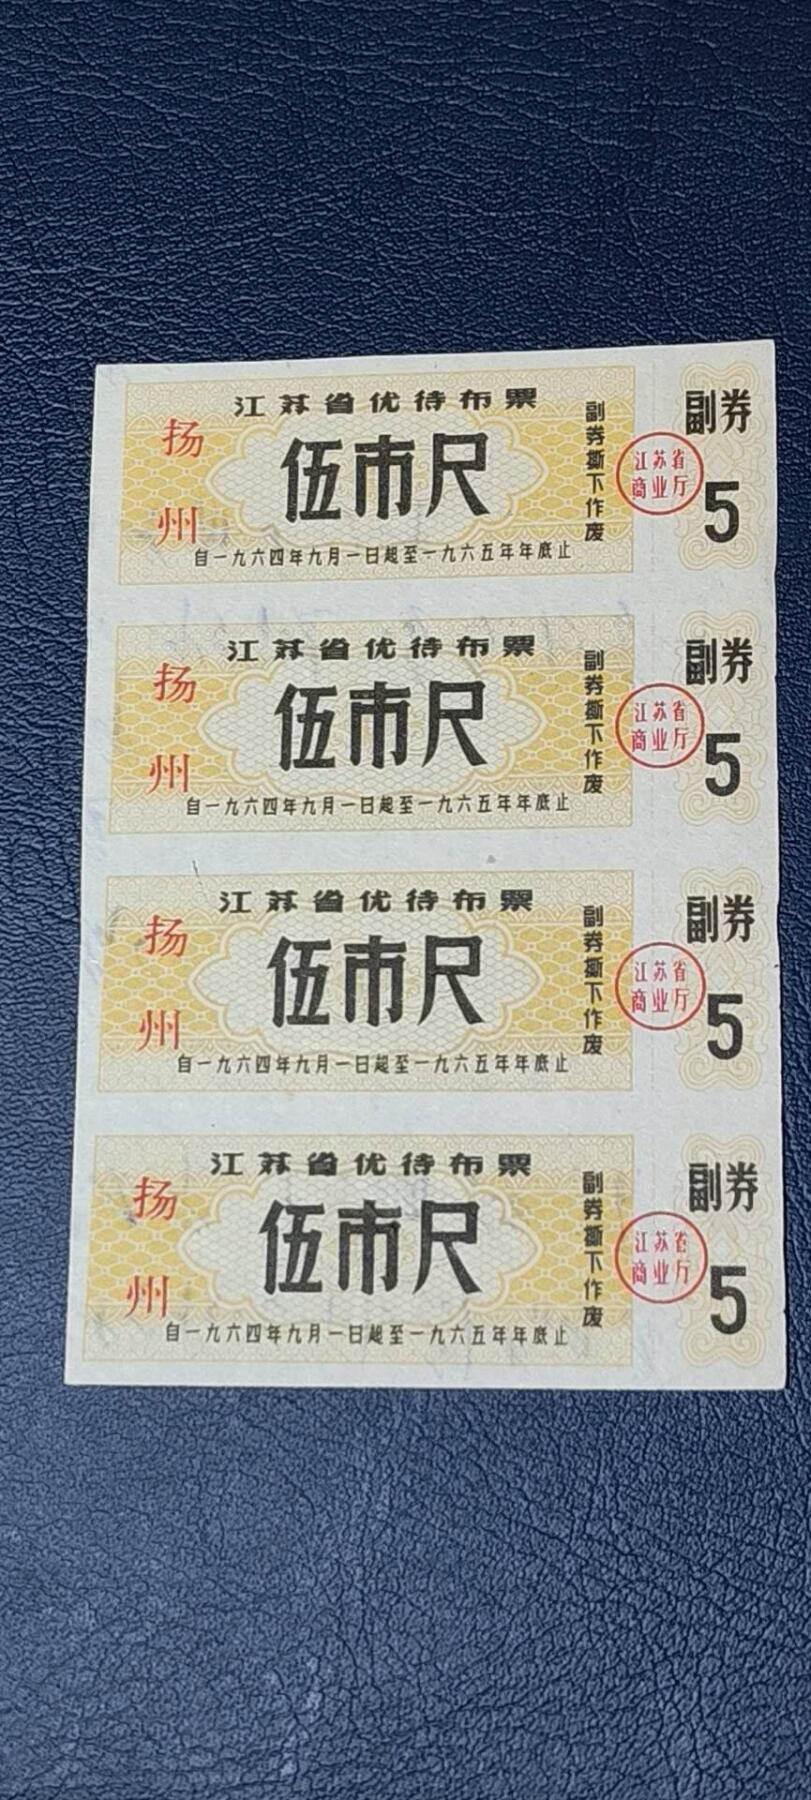 江苏省优待布票
扬州
伍市尺
副券撕下作废
自一九六四年九月一日起至一九六五年年底止
江苏省
商业厅
副券
5
江苏省优待布票
扬州
伍市尺
副券撕下作废
自一九六四年九月一日起至一九六五年年底止
江苏省
商业厅
副券
5
江苏省优待布票
扬州
伍市尺
副券撕下作废
自一九六四年九月一日起至一九六五年年底止
江苏省
商业厅
副券
5
江苏省优待布票
扬州
伍市尺
副券撕下作废
自一九六四年九月一日起至一九六五年年底止
江苏省
商业厅
副券
5